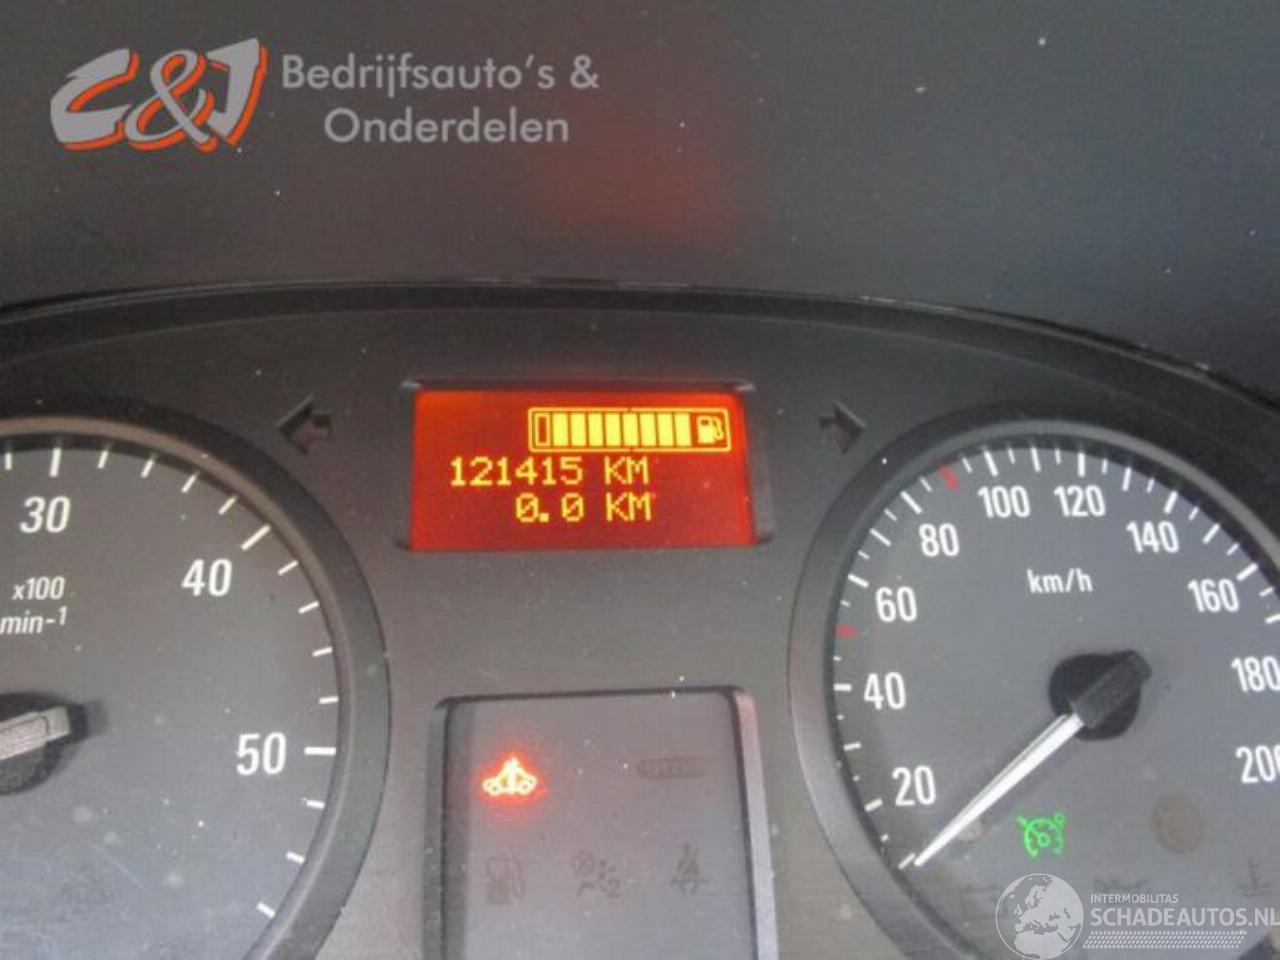 C&J Bedrijfsauto's &
Onderdelen
121415 KM
0.0 KM
30
40
50
x100
min-1
20
40
60
80
100
120
140
160
180
200
km/h
STOP
INTERMOBILITAS
SCHADEAUTOS.NL